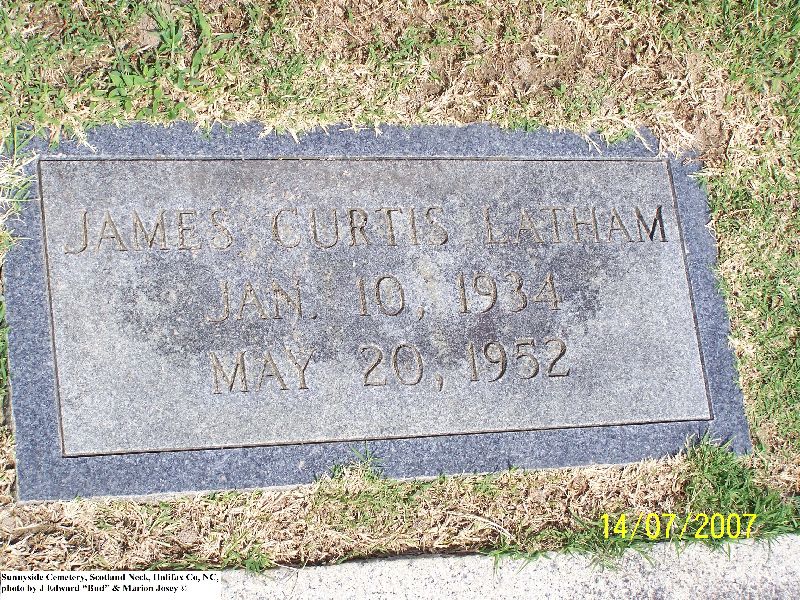 JAMES CURTIS LATHAM
JAN. 10, 1934
MAY 20, 1952
14/07/2007
Sunnyside Cemetery, Scotland Neck, Halifax Co, NC,
photo by J Edward "Bud" & Marion Josey ©